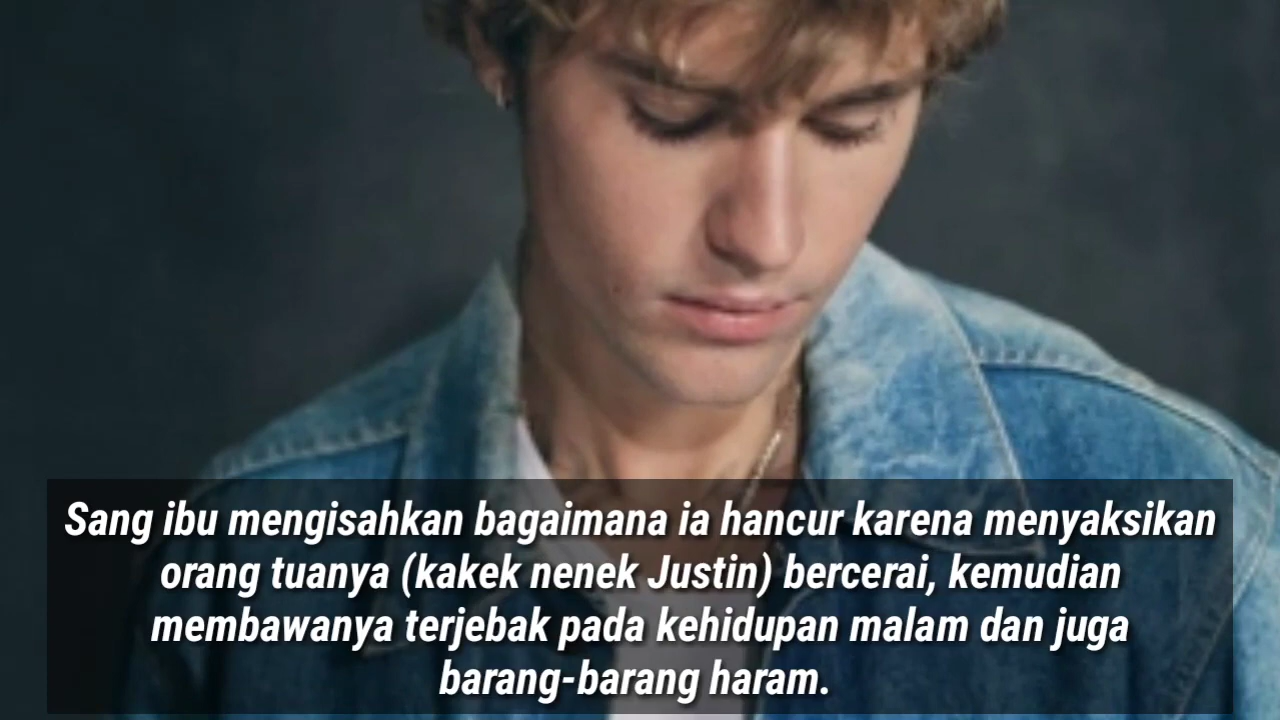 Sang ibu mengisahkan bagaimana ia hancur karena menyaksikan
orang tuanya (kakek nenek Justin) bercerai, kemudian
membawanya terjebak pada kehidupan malam dan juga
barang-barang haram.